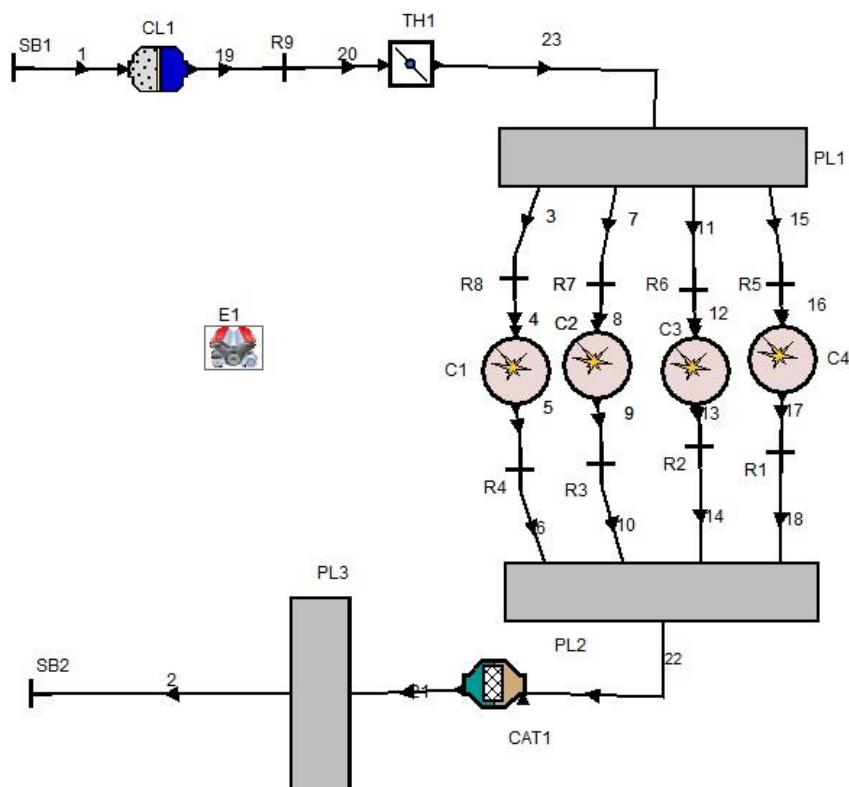 TH1
CL1
SB1 1 19 R9 20 23
PL1
3 7 11 15
R8 R7 R6 R5
16
E1 4 C2 8 C3 12
C1 C4
5 9 13 17
R4 R3 R2 R1
6 10 14 18
PL3
PL2 22
SB2 2 21
CAT1